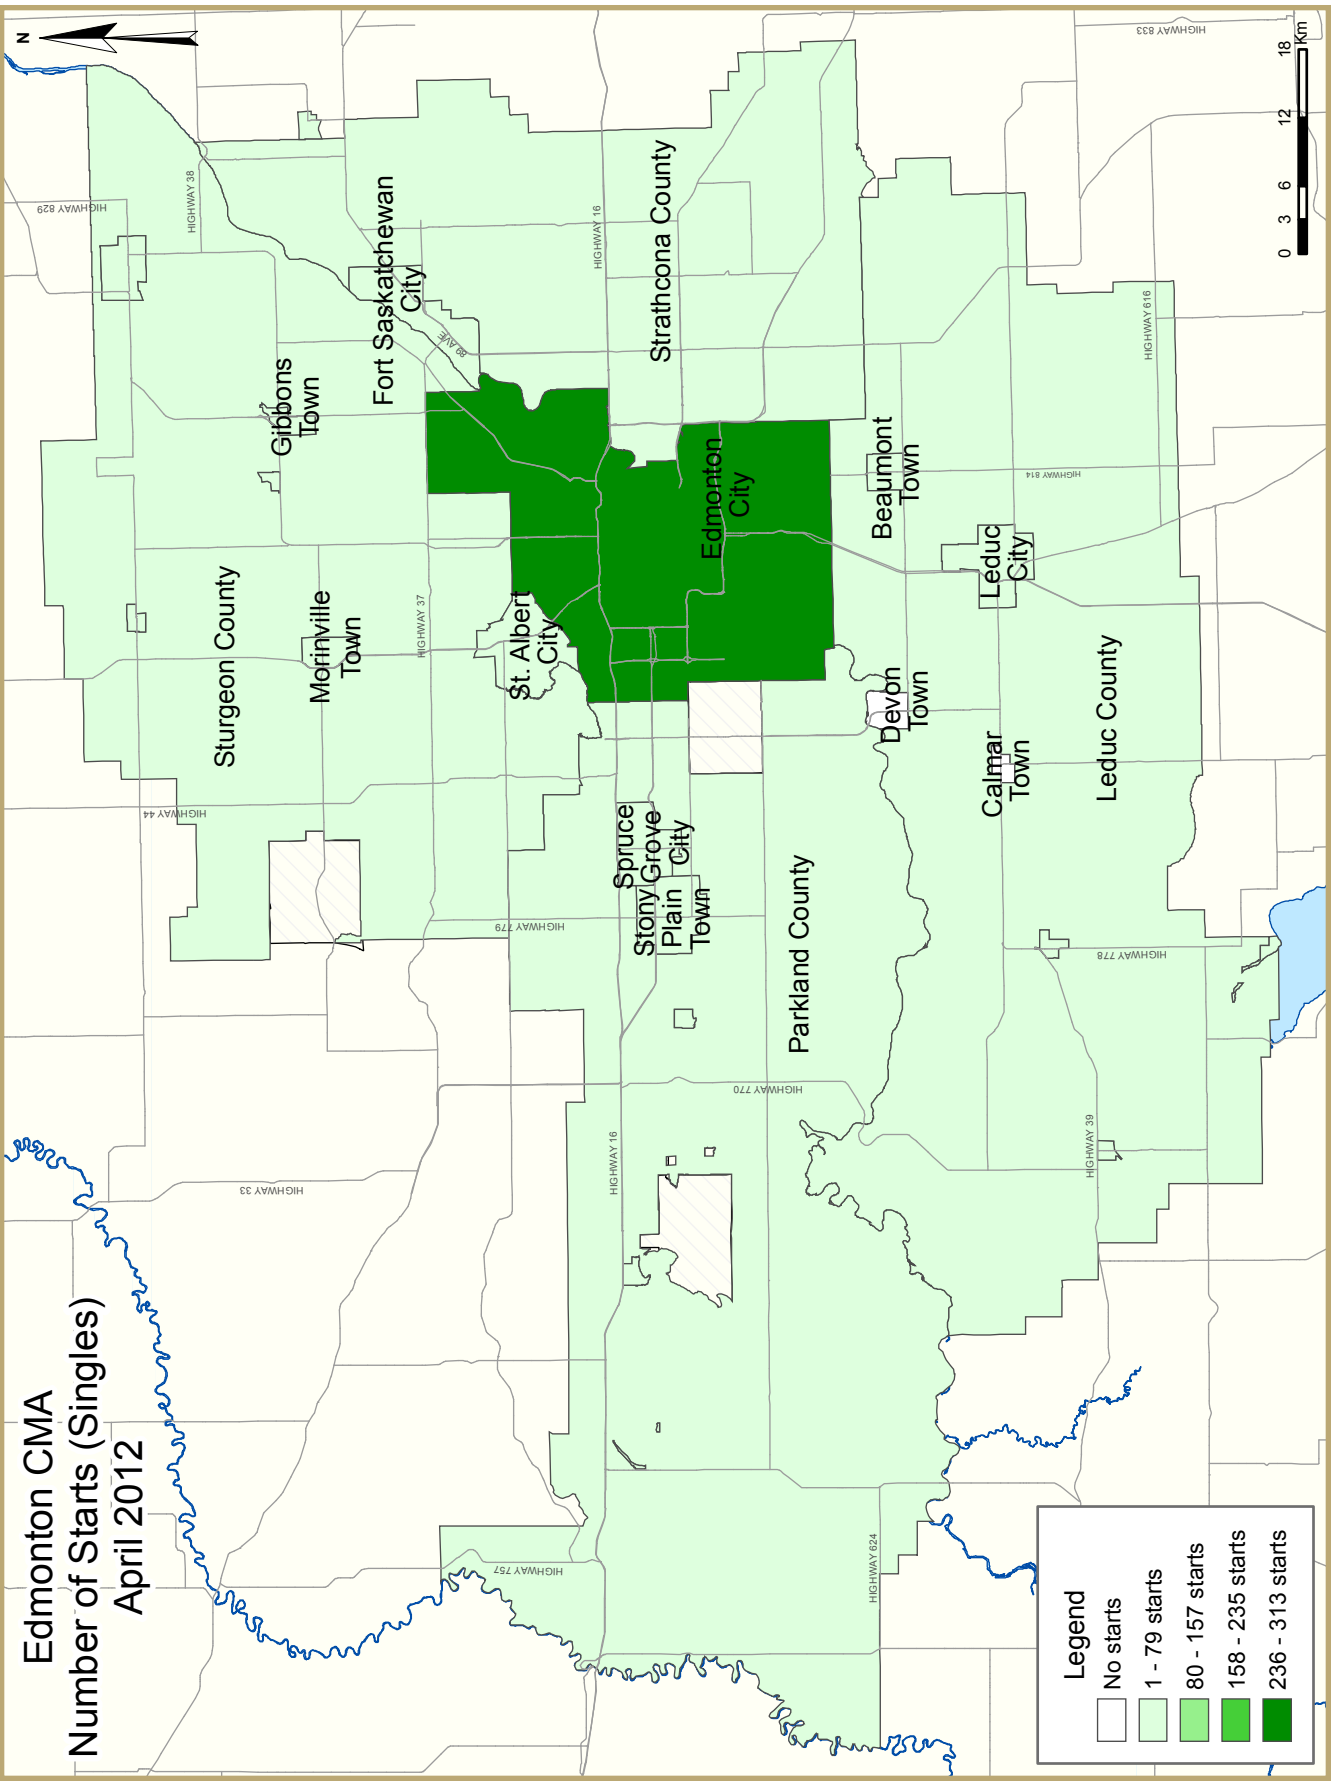 Edmonton CMA
Number of Starts (Singles)
April 2012
N
HIGHWAY 829
HIGHWAY 38
HIGHWAY 833
Fort Saskatchewan
City
89 AVE
Gibbons
Town
HIGHWAY 16
Strathcona County
Sturgeon County
Morinville
Town
HIGHWAY 37
St. Albert
City
Edmonton
City
HIGHWAY 44
HIGHWAY 779
Spruce
Grove
City
Stony
Plain
Town
Parkland County
Beaumont
Town
HIGHWAY 814
HIGHWAY 616
Leduc
City
Devon
Town
Calmar
Town
Leduc County
HIGHWAY 778
HIGHWAY 770
HIGHWAY 33
HIGHWAY 16
HIGHWAY 39
HIGHWAY 757
HIGHWAY 624
Legend
No starts
1 - 79 starts
80 - 157 starts
158 - 235 starts
236 - 313 starts
0 3 6 12 18
Km